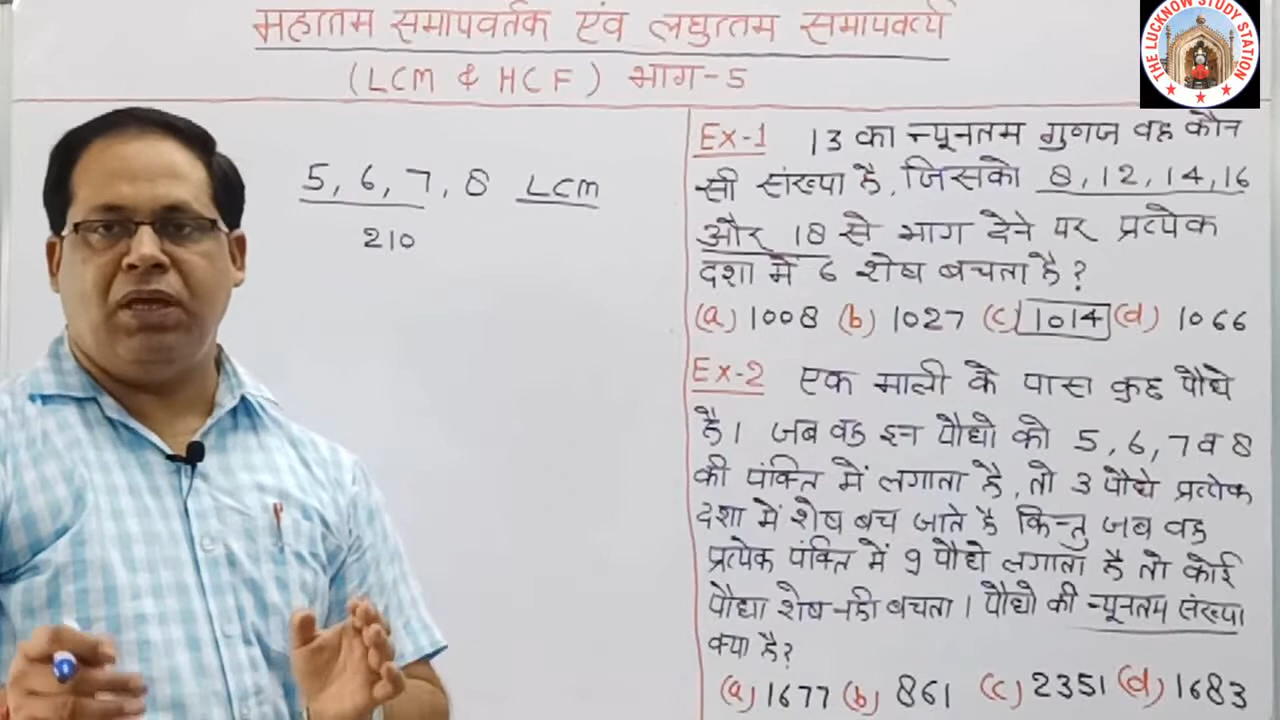 महत्तम समापवर्तक एवं लघुत्तम समापवर्त्य
(LCM & HCF) भाग-5
THE LUCKNOW STUDY STATION
5, 6, 7, 8 LCM
210
Ex-1 13 का न्यूनतम गुणज वह कौन
सी संख्या है, जिसको 8, 12, 14, 16
और 18 से भाग देने पर प्रत्येक
दशा में 6 शेष बचता है?
(a) 1008 (b) 1027 (c) 1014 (d) 1066
Ex-2 एक माली के पास कुछ पौधे
है। जब वह इन पौधो को 5, 6, 7 व 8
की पंक्ति में लगाता है, तो 3 पौधे प्रत्येक
दशा में शेष बच जाते है किन्तु जब वह
प्रत्येक पंक्ति में 9 पौधे लगाता है तो कोई
पौधा शेष नही बचता। पौधो की न्यूनतम संख्या
क्या है?
(a) 1677 (b) 861 (c) 2351 (d) 1683